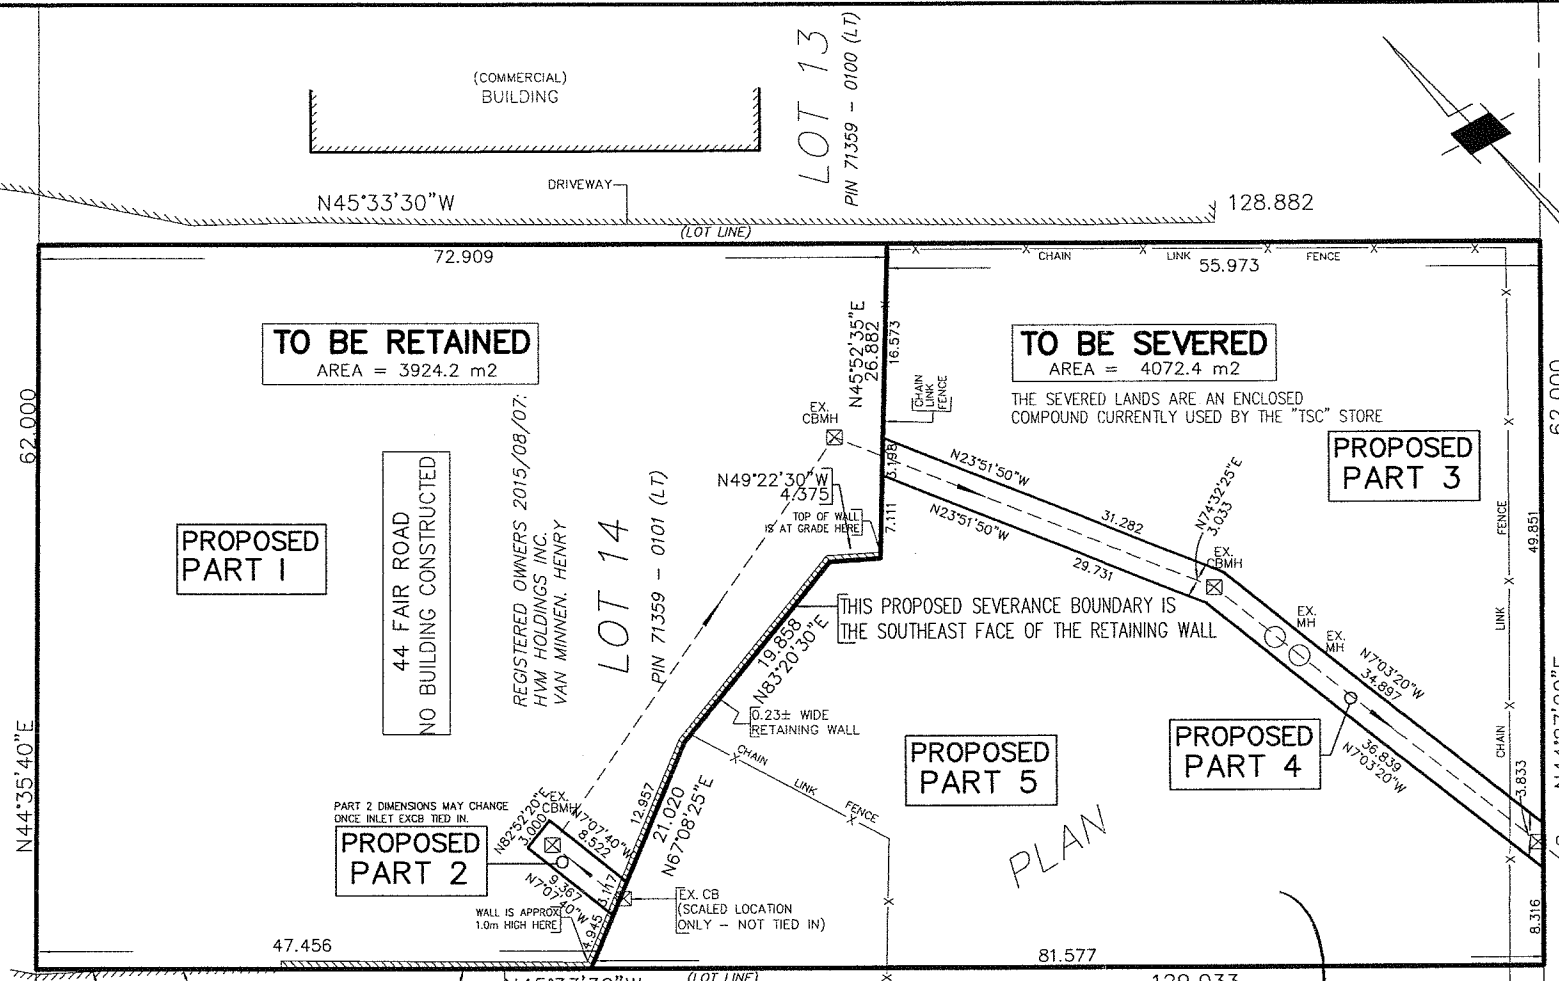 (COMMERCIAL)
BUILDING
LOT 13
PIN 71359 - 0100 (LT)
DRIVEWAY
N45°33'30"W
128.882
(LOT LINE)
72.909
CHAIN LINK FENCE
55.973
TO BE RETAINED
AREA = 3924.2 m2
N45°52'35"E
26.882
16.573
TO BE SEVERED
AREA = 4072.4 m2
THE SEVERED LANDS ARE AN ENCLOSED
COMPOUND CURRENTLY USED BY THE "TSC" STORE
CHAIN
LINK
FENCE
62.000
62.000
EX.
CBMH
PROPOSED
PART 3
44 FAIR ROAD
NO BUILDING CONSTRUCTED
REGISTERED OWNERS 2015/08/07:
HVM HOLDINGS INC.
VAN MINNEN, HENRY
LOT 14
PIN 71359 - 0101 (LT)
N49°22'30"W
4.375
3.198
N23°51'50"W
31.282
N74°32'25"E
3.033
TOP OF WALL
IS AT GRADE HERE
7.111
N23°51'50"W
29.731
FENCE
LINK
CHAIN
49.851
PROPOSED
PART 1
EX.
CBMH
THIS PROPOSED SEVERANCE BOUNDARY IS
THE SOUTHEAST FACE OF THE RETAINING WALL
EX.
MH
EX.
MH
19.858
N83°20'30"E
N7°03'20"W
34.897
0.23± WIDE
RETAINING WALL
N44°35'40"E
PROPOSED
PART 5
PROPOSED
PART 4
36.839
N7°03'20"W
3.833
CHAIN LINK FENCE
PART 2 DIMENSIONS MAY CHANGE
ONCE INLET EXCB TIED IN.
N82°52'20"E
3.000
EX.
CBMH
N7°07'40"W
8.522
12.957
21.020
N67°08'25"E
PROPOSED
PART 2
9.367
N7°07'40"W
3.117
PLAN
WALL IS APPROX
1.0m HIGH HERE
4.945
EX. CB
(SCALED LOCATION
ONLY - NOT TIED IN)
8.316
47.456
81.577
(LOT LINE)
129.033